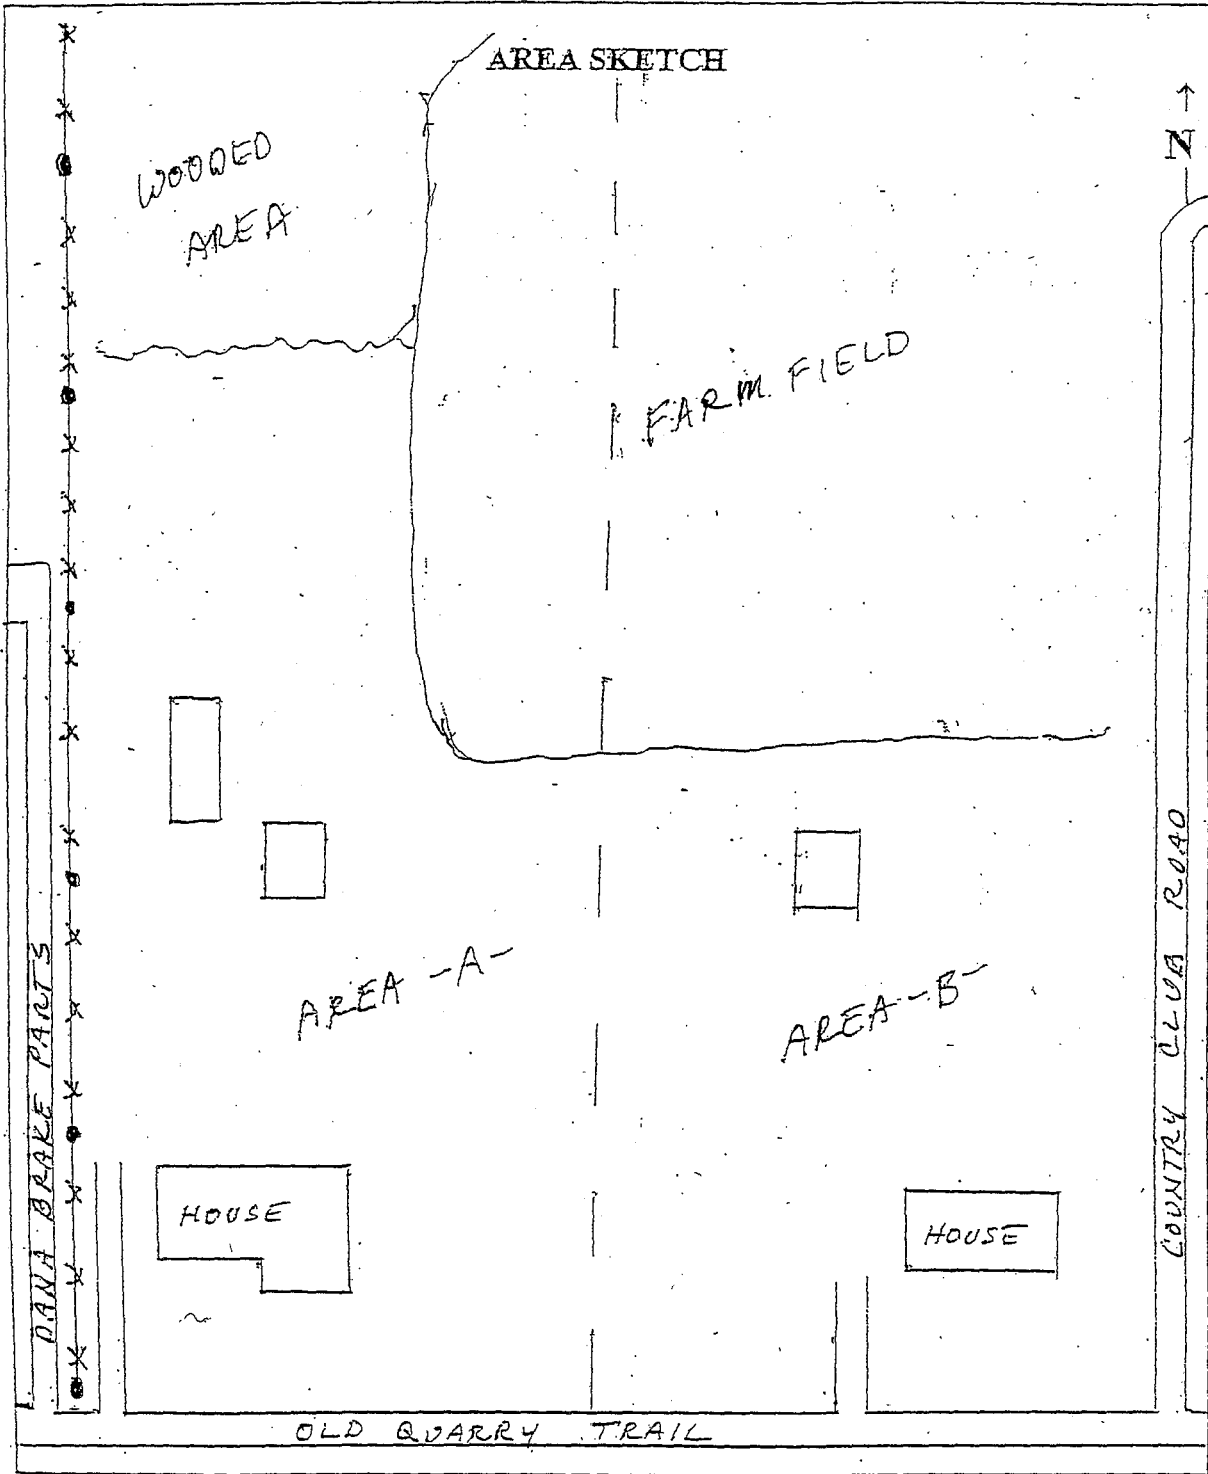 AREA SKETCH
N
WOODED
AREA
FARM FIELD
AREA -A-
AREA -B-
DANA BRAKE PARTS
COUNTRY CLUB ROAD
HOUSE
HOUSE
OLD QUARRY TRAIL